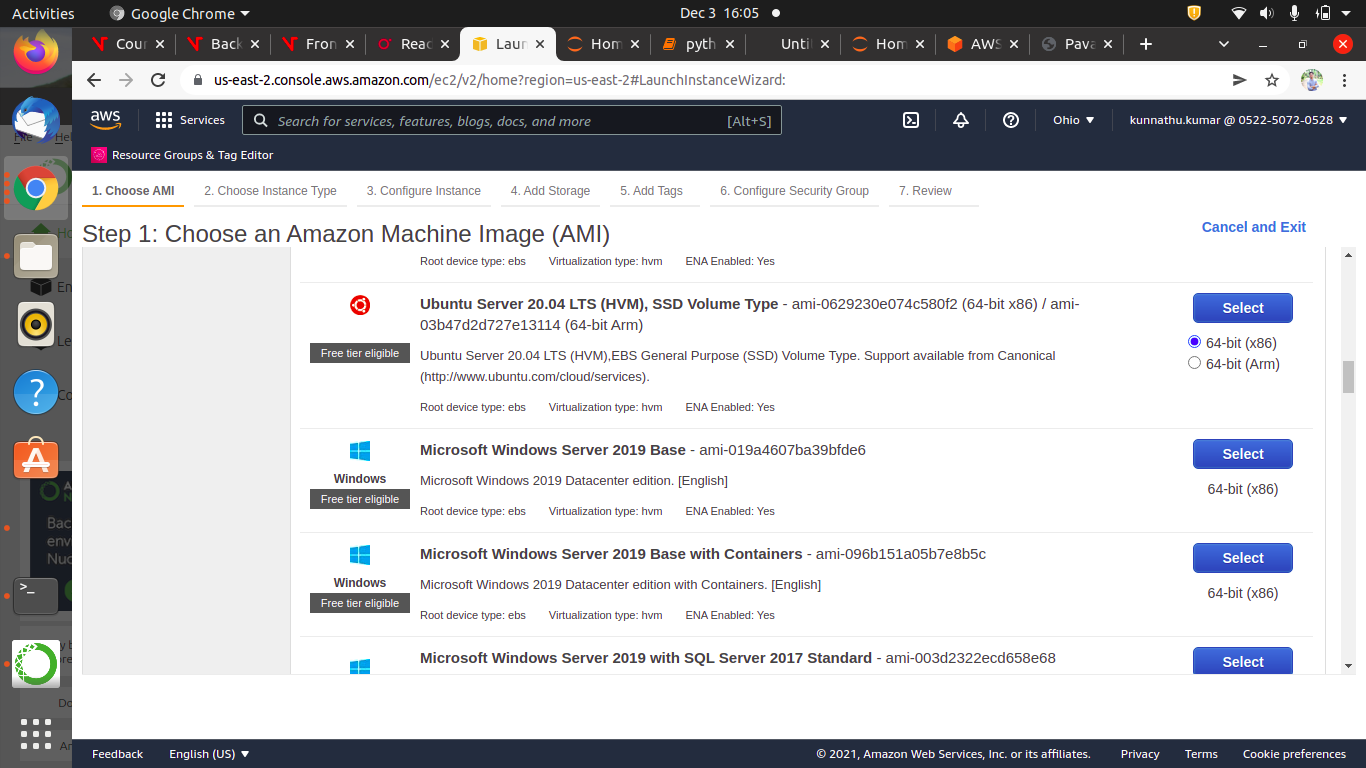 Activities
Google Chrome
Dec 3 16:05
Cour
Back
Fron
Reac
Laun
Hom
pyth
Unti
Hom
AWS
Pava
us-east-2.console.aws.amazon.com/ec2/v2/home?region=us-east-2#LaunchInstanceWizard:
aws
Services
Search for services, features, blogs, docs, and more
[Alt+S]
Ohio
kunnathu.kumar @ 0522-5072-0528
Resource Groups & Tag Editor
1. Choose AMI
2. Choose Instance Type
3. Configure Instance
4. Add Storage
5. Add Tags
6. Configure Security Group
7. Review
Step 1: Choose an Amazon Machine Image (AMI)
Cancel and Exit
Root device type: ebs Virtualization type: hvm ENA Enabled: Yes
Ubuntu Server 20.04 LTS (HVM), SSD Volume Type - ami-0629230e074c580f2 (64-bit x86) / ami-
03b47d2d727e13114 (64-bit Arm)
Select
64-bit (x86)
64-bit (Arm)
Free tier eligible
Ubuntu Server 20.04 LTS (HVM),EBS General Purpose (SSD) Volume Type. Support available from Canonical
(http://www.ubuntu.com/cloud/services).
Root device type: ebs Virtualization type: hvm ENA Enabled: Yes
Microsoft Windows Server 2019 Base - ami-019a4607ba39bfde6
Select
Windows
Free tier eligible
Microsoft Windows 2019 Datacenter edition. [English]
64-bit (x86)
Root device type: ebs Virtualization type: hvm ENA Enabled: Yes
Microsoft Windows Server 2019 Base with Containers - ami-096b151a05b7e8b5c
Select
Windows
Free tier eligible
Microsoft Windows 2019 Datacenter edition with Containers. [English]
64-bit (x86)
Root device type: ebs Virtualization type: hvm ENA Enabled: Yes
Microsoft Windows Server 2019 with SQL Server 2017 Standard - ami-003d2322ecd658e68
Select
Feedback
English (US)
© 2021, Amazon Web Services, Inc. or its affiliates.
Privacy
Terms
Cookie preferences